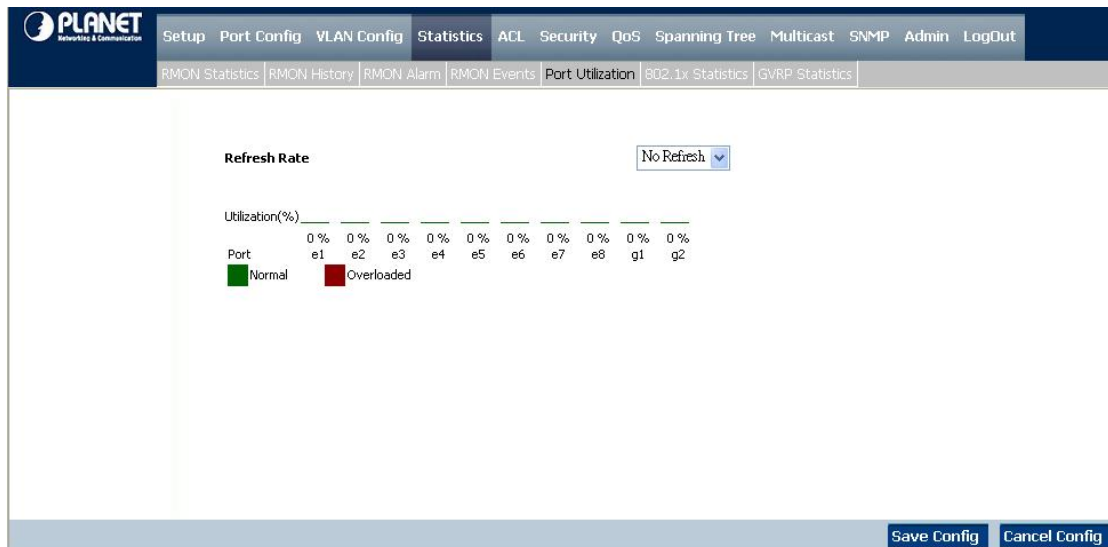 PLANET
Networking & Communication
Setup Port Config VLAN Config Statistics ACL Security QoS Spanning Tree Multicast SNMP Admin LogOut
RMON Statistics RMON History RMON Alarm RMON Events Port Utilization 802.1x Statistics GVRP Statistics
Refresh Rate No Refresh
Utilization(%)
0 % 0 % 0 % 0 % 0 % 0 % 0 % 0 % 0 % 0 %
Port e1 e2 e3 e4 e5 e6 e7 e8 g1 g2
Normal Overloaded
Save Config Cancel Config